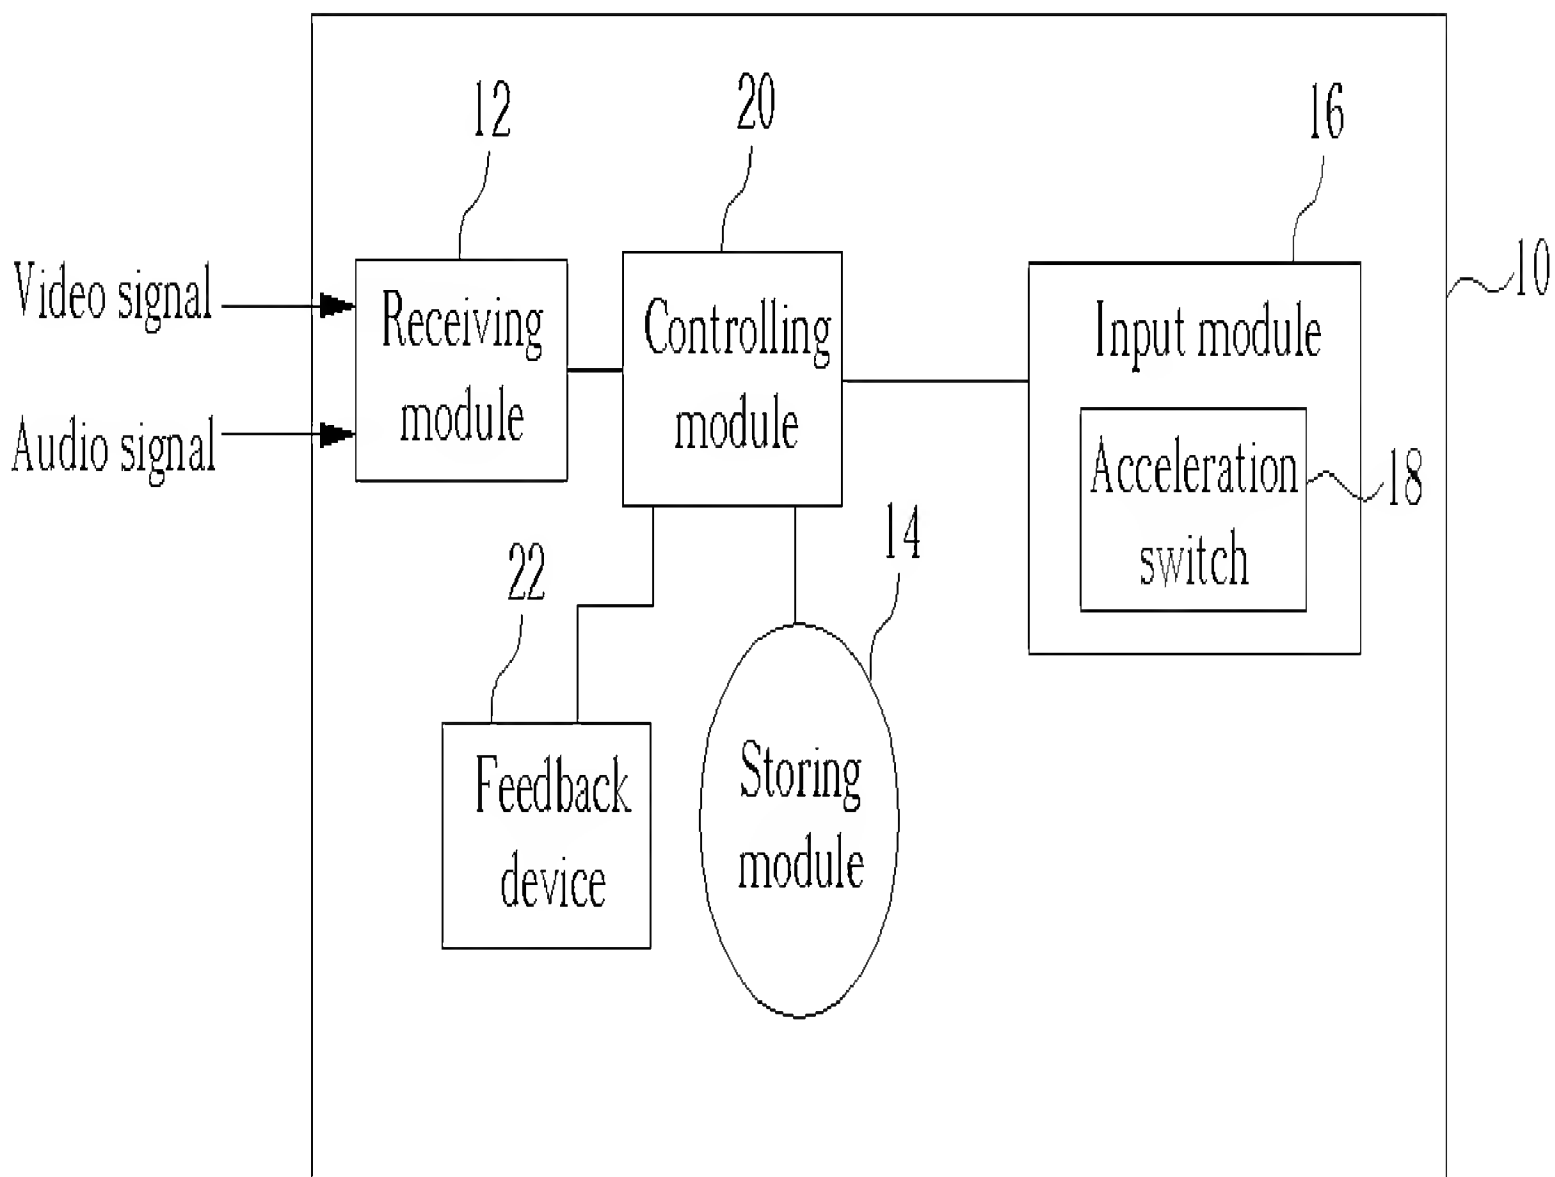 12
20
16
10
Video signal
Audio signal
Receiving
module
Controlling
module
Input module
Acceleration
switch
18
22
14
Feedback
device
Storing
module